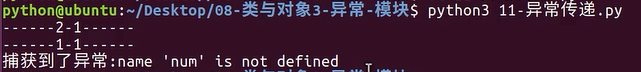 python@ubuntu:~/Desktop/08-类与对象3-异常-模块$ python3 11-异常传递.py
------2-1------
------1-1------
捕获到了异常:name 'num' is not defined